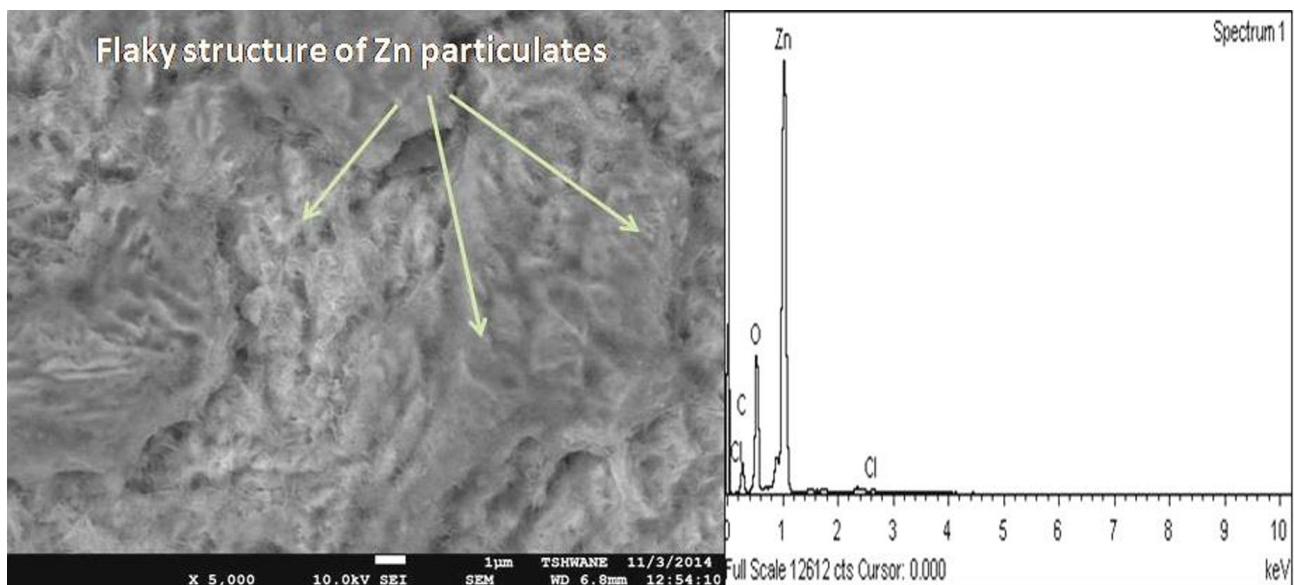 Flaky structure of Zn particulates
1µm TSHWANE 11/3/2014
X 5,000 10.0kV SEI SEM WD 6.8mm 12:54:10
Spectrum 1
Zn
O
C
Cl
Cl
0 1 2 3 4 5 6 7 8 9 10
Full Scale 12612 cts Cursor: 0.000 keV